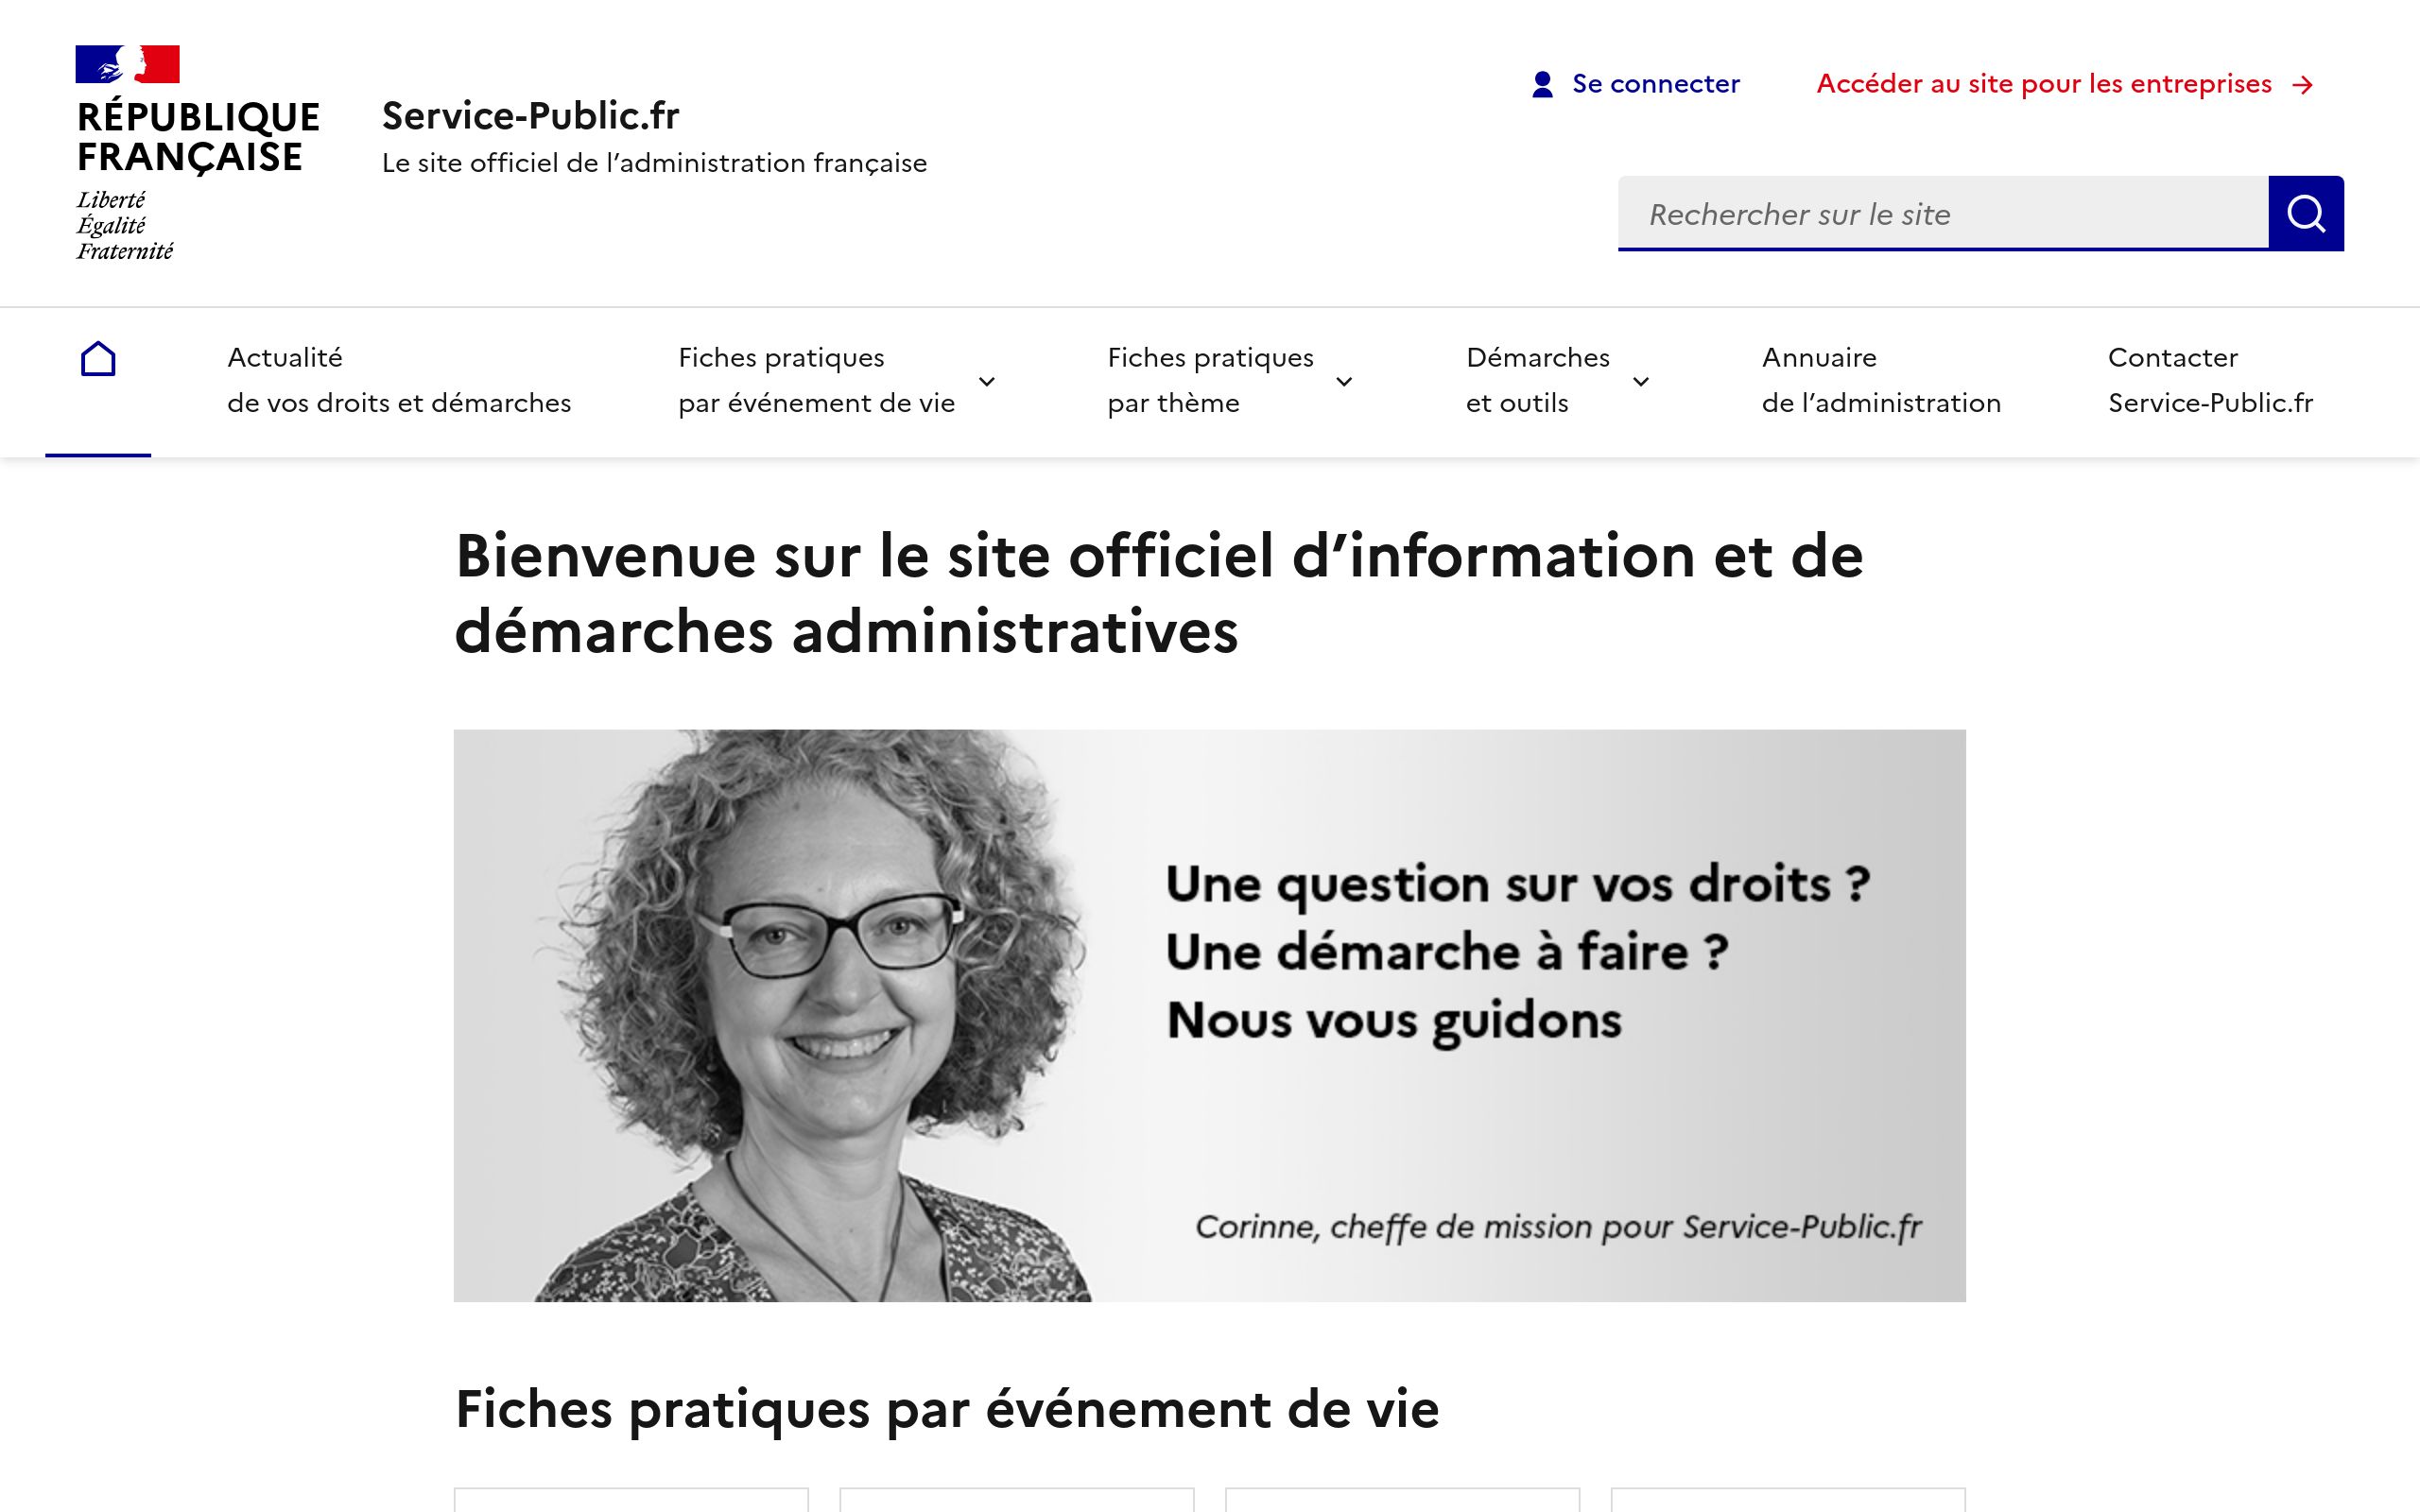 RÉPUBLIQUE
FRANÇAISE
Liberté
Égalité
Fraternité
Service-Public.fr
Le site officiel de l’administration française
Se connecter
Accéder au site pour les entreprises
Rechercher sur le site
Actualité
de vos droits et démarches
Fiches pratiques
par événement de vie
Fiches pratiques
par thème
Démarches
et outils
Annuaire
de l’administration
Contacter
Service-Public.fr
Bienvenue sur le site officiel d’information et de
démarches administratives
Une question sur vos droits ?
Une démarche à faire ?
Nous vous guidons
Corinne, cheffe de mission pour Service-Public.fr
Fiches pratiques par événement de vie